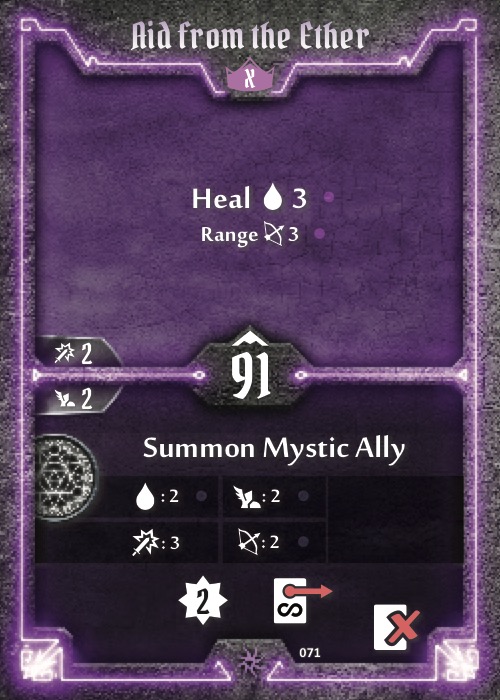 Aid from the Ether
X
Heal 3
Range 3
2
91
2
Summon Mystic Ally
: 2 : 2
: 3 : 2
2
071